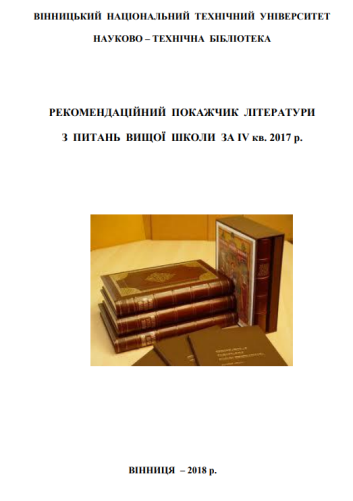 ВІННИЦЬКИЙ НАЦІОНАЛЬНИЙ ТЕХНІЧНИЙ УНІВЕРСИТЕТ
НАУКОВО – ТЕХНІЧНА БІБЛІОТЕКА
РЕКОМЕНДАЦІЙНИЙ ПОКАЖЧИК ЛІТЕРАТУРИ
З ПИТАНЬ ВИЩОЇ ШКОЛИ ЗА IV кв. 2017 р.
ВІННИЦЯ – 2018 р.